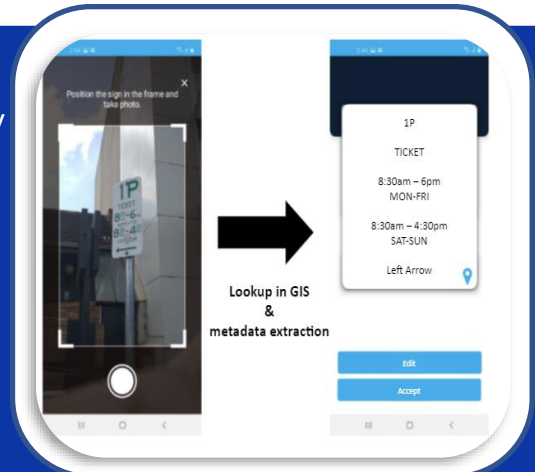 Position the sign in the frame and
take photo.
1P
TICKET
1P
TICKET
8:30am – 6pm
MON-FRI
8:30am – 4:30pm
SAT-SUN
Left Arrow
Lookup in GIS
&
metadata extraction
Edit
Accept